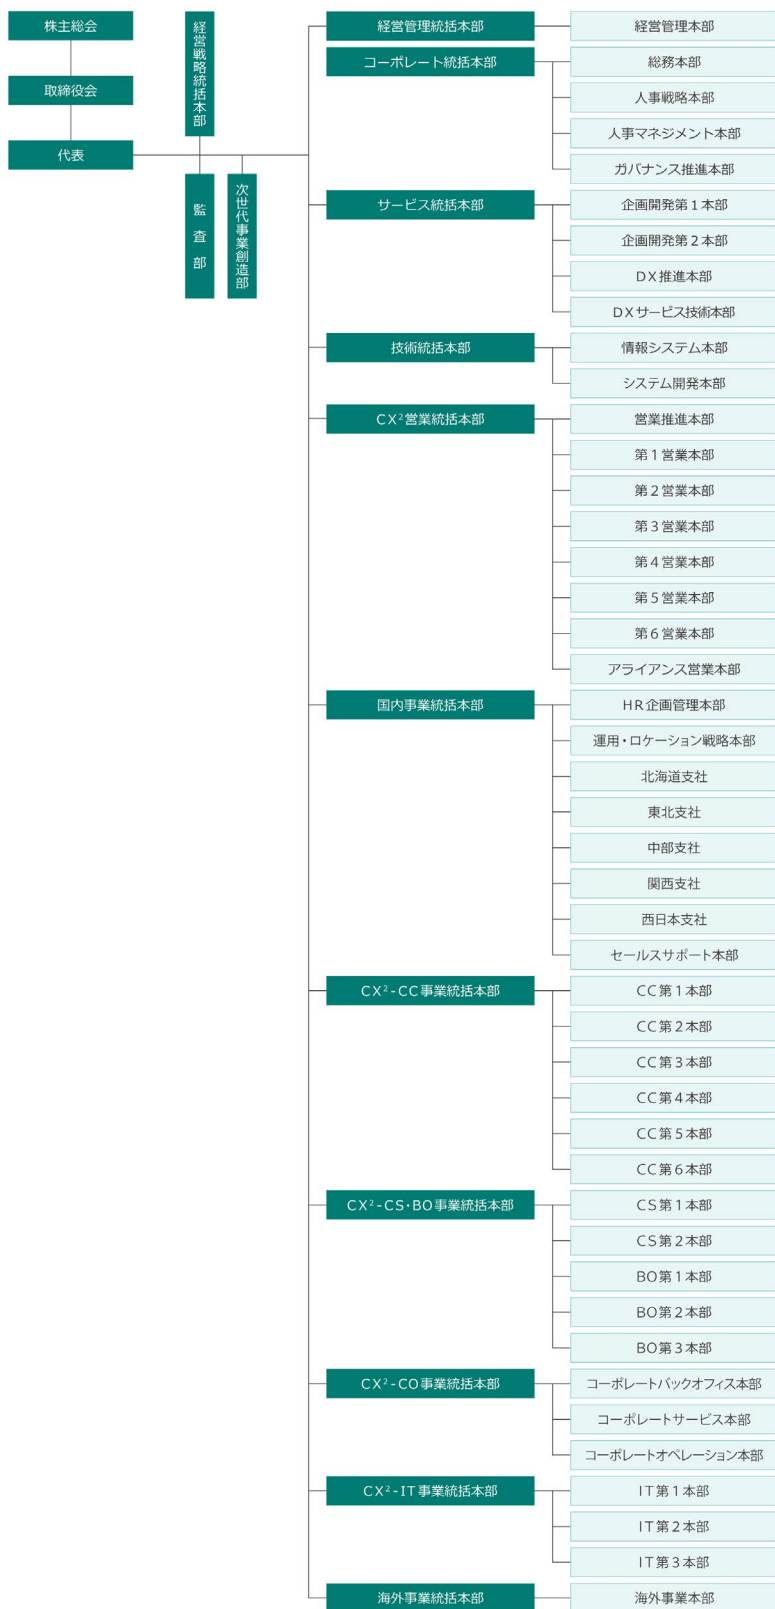 株主総会
取締役会
代表
経営戦略統括本部
監査部
次世代事業創造部
経営管理統括本部
経営管理本部
コーポレート統括本部
総務本部
人事戦略本部
人事マネジメント本部
ガバナンス推進本部
サービス統括本部
企画開発第1本部
企画開発第2本部
DX推進本部
DXサービス技術本部
技術統括本部
情報システム本部
システム開発本部
CX²営業統括本部
営業推進本部
第1営業本部
第2営業本部
第3営業本部
第4営業本部
第5営業本部
第6営業本部
アライアンス営業本部
国内事業統括本部
HR企画管理本部
運用・ロケーション戦略本部
北海道支社
東北支社
中部支社
関西支社
西日本支社
セールスサポート本部
CX²-CC事業統括本部
CC第1本部
CC第2本部
CC第3本部
CC第4本部
CC第5本部
CC第6本部
CX²-CS・BO事業統括本部
CS第1本部
CS第2本部
BO第1本部
BO第2本部
BO第3本部
CX²-CO事業統括本部
コーポレートバックオフィス本部
コーポレートサービス本部
コーポレートオペレーション本部
CX²-IT事業統括本部
IT第1本部
IT第2本部
IT第3本部
海外事業統括本部
海外事業本部